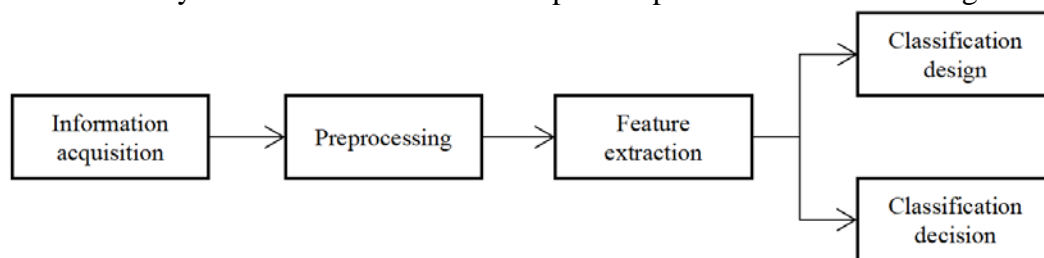 Classification
design
Information
acquisition
Preprocessing
Feature
extraction
Classification
decision